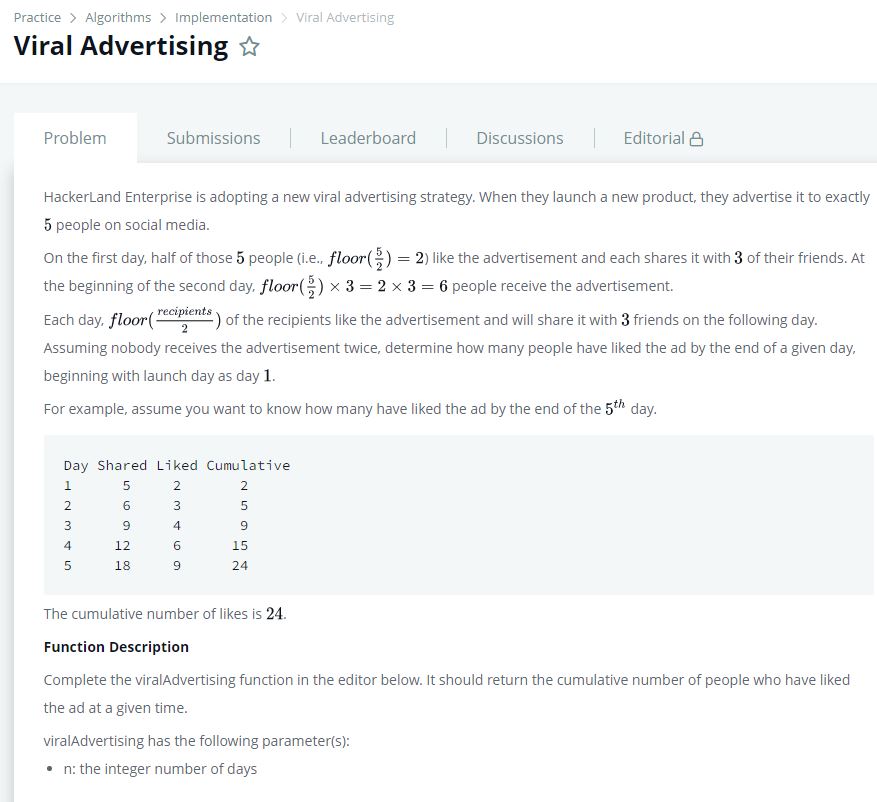 Practice > Algorithms > Implementation > Viral Advertising
Viral Advertising
Problem Submissions Leaderboard Discussions Editorial
HackerLand Enterprise is adopting a new viral advertising strategy. When they launch a new product, they advertise it to exactly
5 people on social media.
On the first day, half of those 5 people (i.e., floor(5/2) = 2) like the advertisement and each shares it with 3 of their friends. At
the beginning of the second day, floor(5/2) × 3 = 2 × 3 = 6 people receive the advertisement.
Each day, floor(recipients/2) of the recipients like the advertisement and will share it with 3 friends on the following day.
Assuming nobody receives the advertisement twice, determine how many people have liked the ad by the end of a given day,
beginning with launch day as day 1.
For example, assume you want to know how many have liked the ad by the end of the 5th day.
Day Shared Liked Cumulative
1 5 2 2
2 6 3 5
3 9 4 9
4 12 6 15
5 18 9 24
The cumulative number of likes is 24.
Function Description
Complete the viralAdvertising function in the editor below. It should return the cumulative number of people who have liked
the ad at a given time.
viralAdvertising has the following parameter(s):
• n: the integer number of days